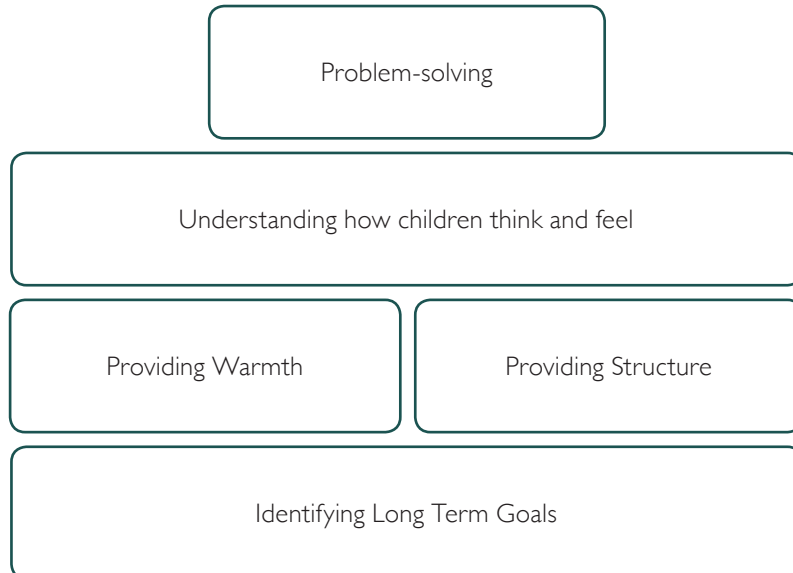 Problem-solving
Understanding how children think and feel
Providing Warmth
Providing Structure
Identifying Long Term Goals